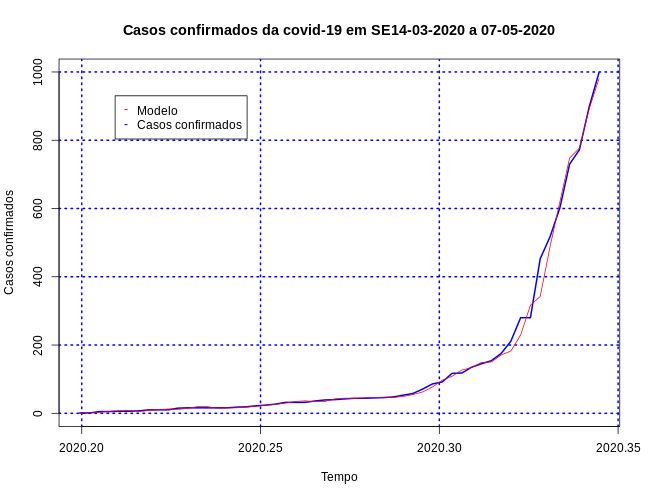 Casos confirmados da covid-19 em SE14-03-2020 a 07-05-2020
1000
800
600
400
200
0
Casos confirmados
- Modelo
- Casos confirmados
2020.20 2020.25 2020.30 2020.35
Tempo